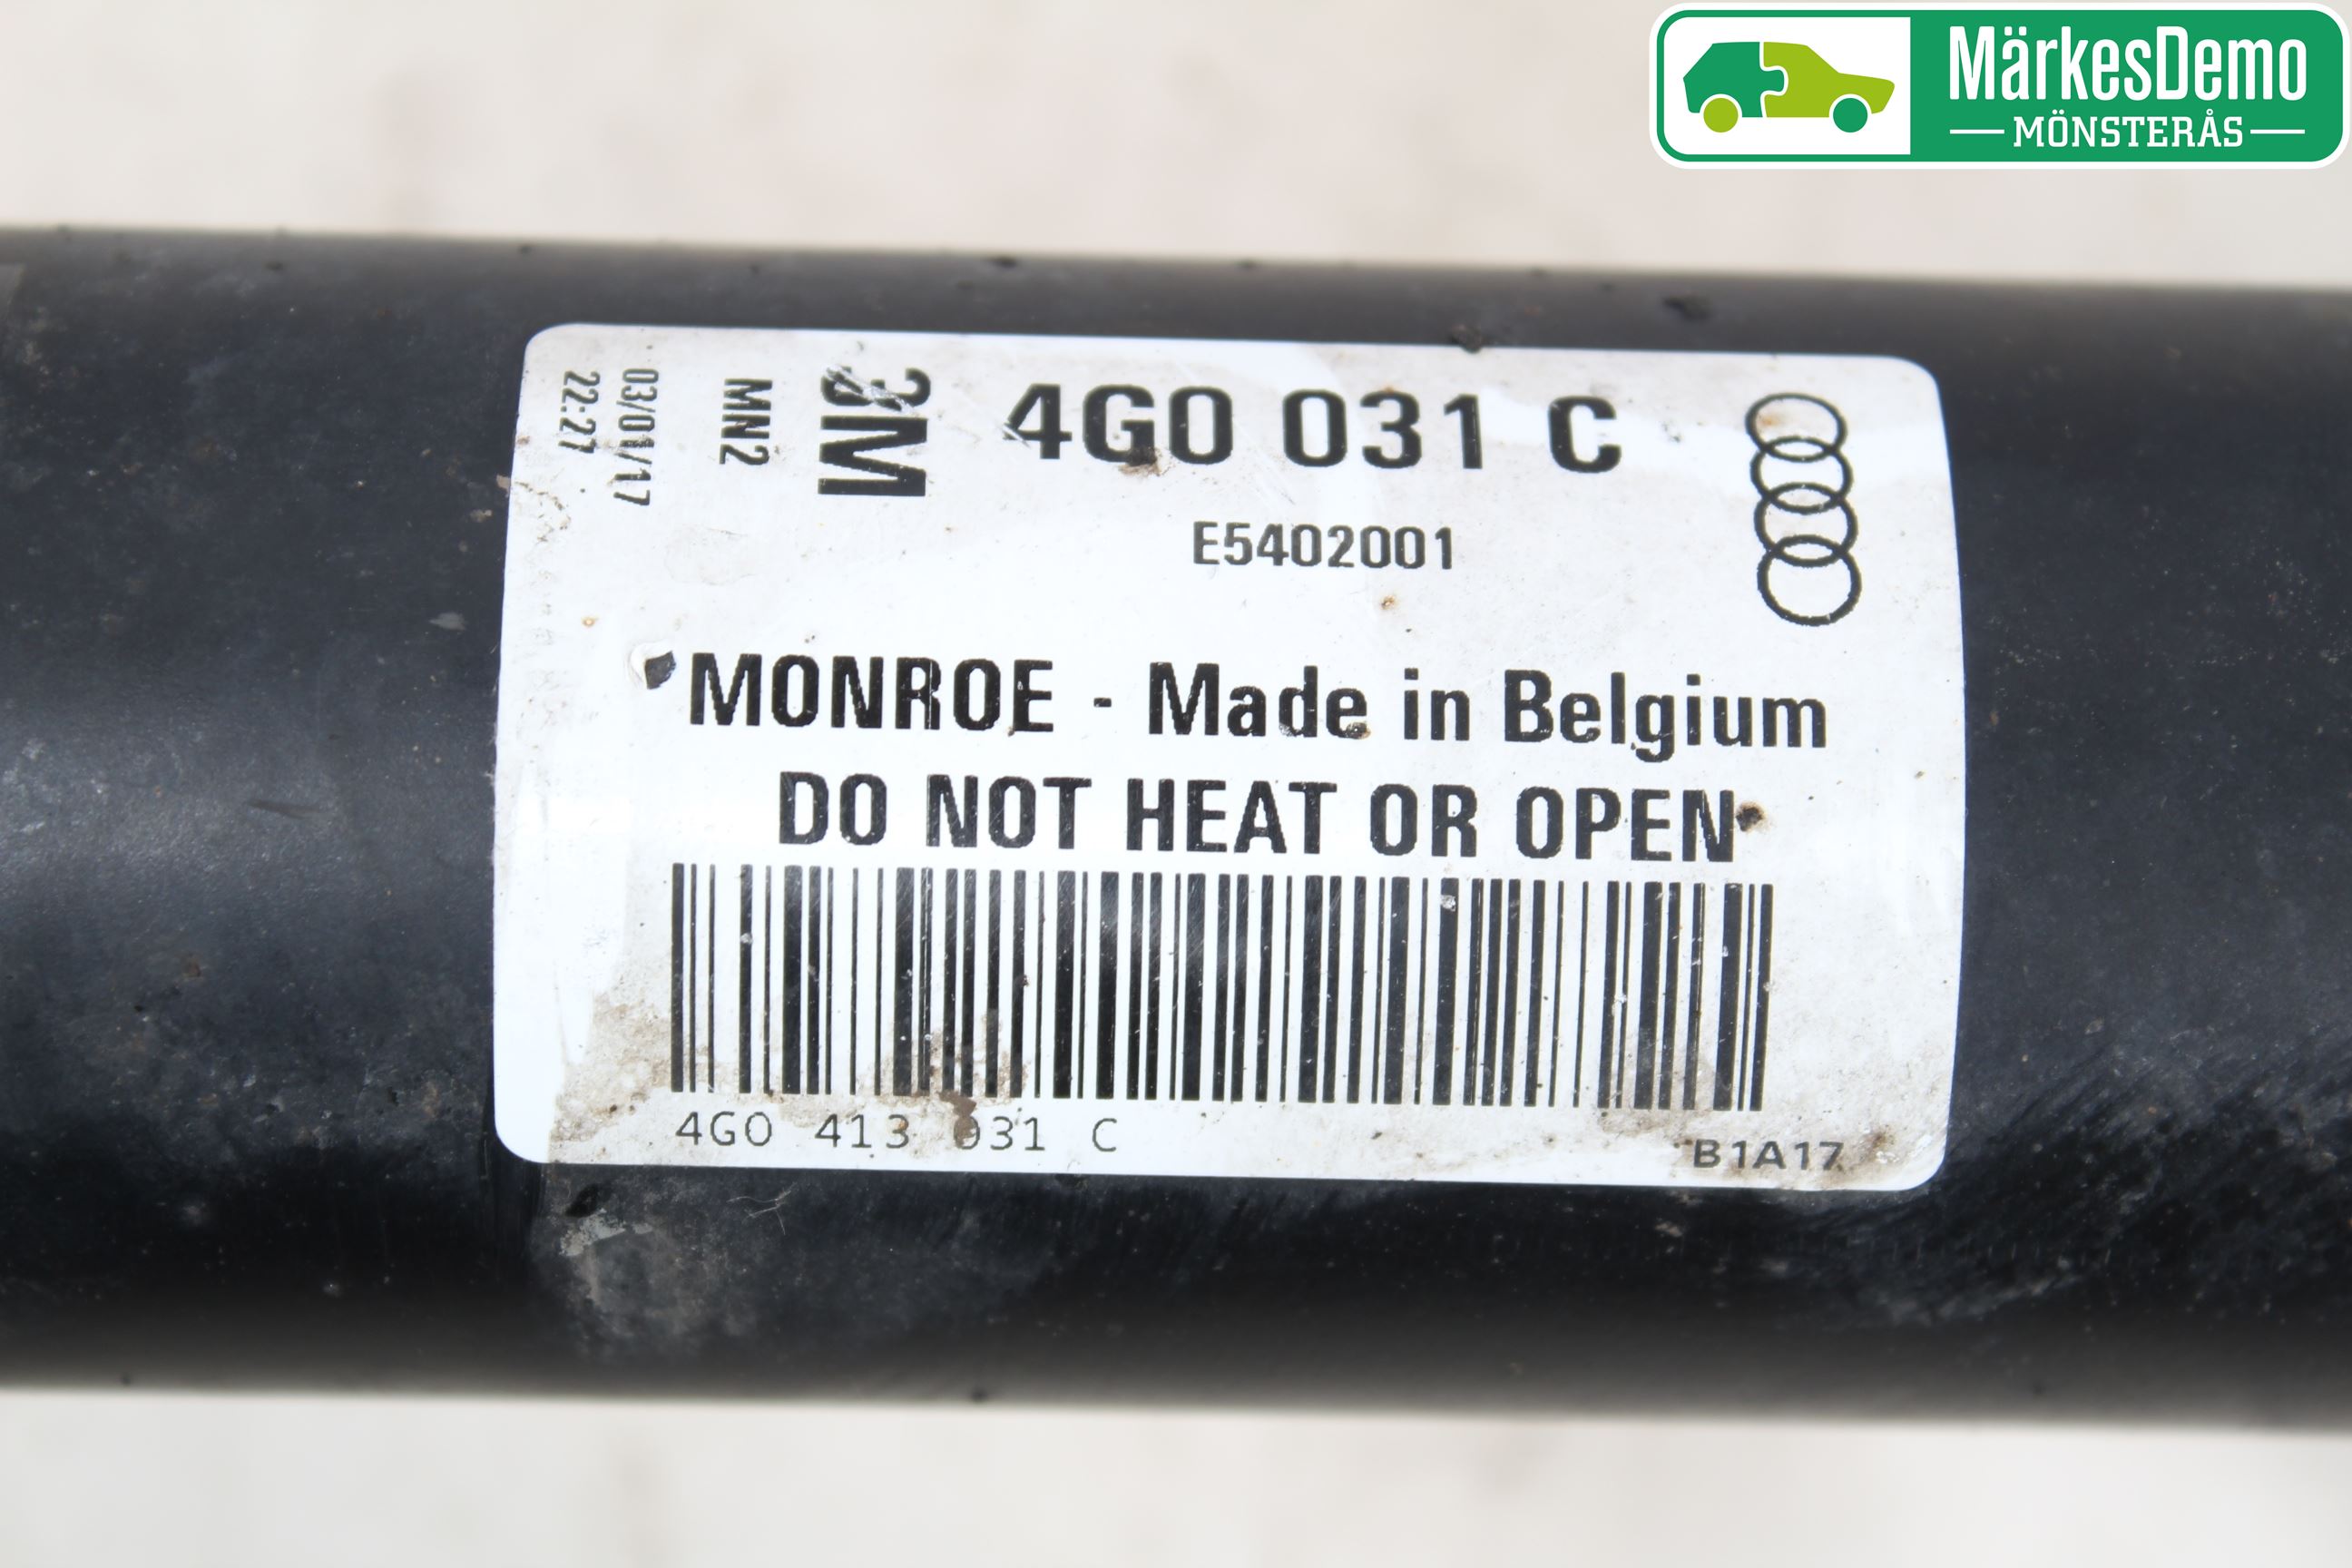 MärkesDemo
MÖNSTERÅS
03/01/17
22:27
MN2
3M
4G0 031 C
E5402001
MONROE - Made in Belgium
DO NOT HEAT OR OPEN
4G0 413 031 C
B1A17